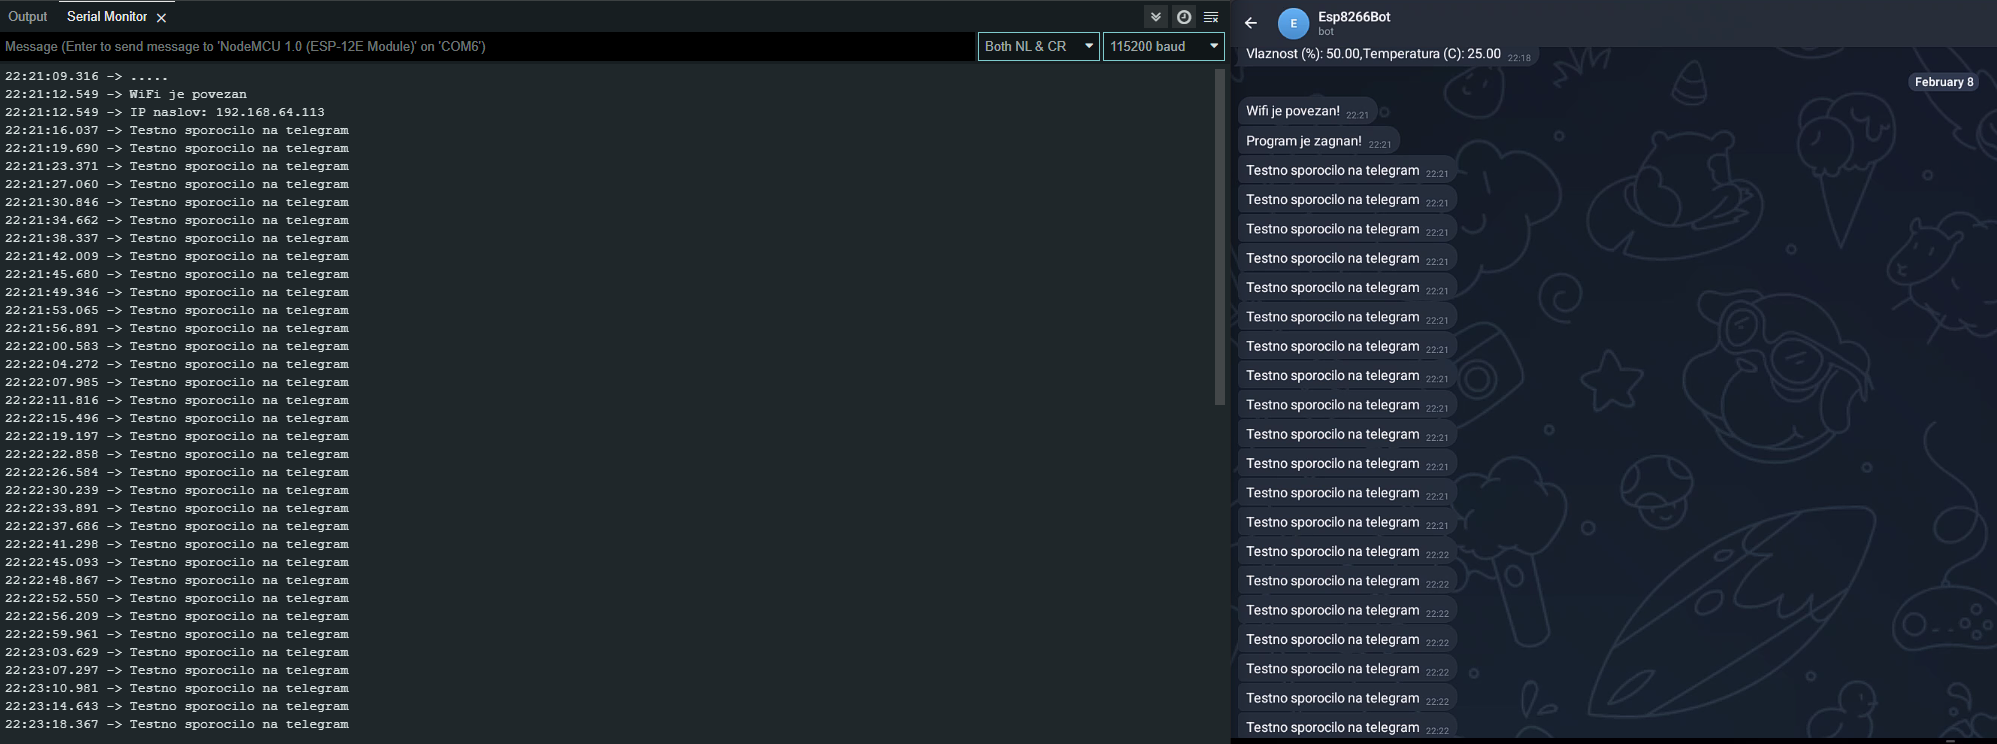 Output
Serial Monitor
Message (Enter to send message to 'NodeMCU 1.0 (ESP-12E Module)' on 'COM6')
Both NL & CR
115200 baud
22:21:09.316 -> .....
22:21:12.549 -> WiFi je povezan
22:21:12.549 -> IP naslov: 192.168.64.113
22:21:16.037 -> Testno sporocilo na telegram
22:21:19.690 -> Testno sporocilo na telegram
22:21:23.371 -> Testno sporocilo na telegram
22:21:27.060 -> Testno sporocilo na telegram
22:21:30.846 -> Testno sporocilo na telegram
22:21:34.662 -> Testno sporocilo na telegram
22:21:38.337 -> Testno sporocilo na telegram
22:21:42.009 -> Testno sporocilo na telegram
22:21:45.680 -> Testno sporocilo na telegram
22:21:49.346 -> Testno sporocilo na telegram
22:21:53.065 -> Testno sporocilo na telegram
22:21:56.891 -> Testno sporocilo na telegram
22:22:00.583 -> Testno sporocilo na telegram
22:22:04.272 -> Testno sporocilo na telegram
22:22:07.985 -> Testno sporocilo na telegram
22:22:11.816 -> Testno sporocilo na telegram
22:22:15.496 -> Testno sporocilo na telegram
22:22:19.197 -> Testno sporocilo na telegram
22:22:22.858 -> Testno sporocilo na telegram
22:22:26.584 -> Testno sporocilo na telegram
22:22:30.239 -> Testno sporocilo na telegram
22:22:33.891 -> Testno sporocilo na telegram
22:22:37.686 -> Testno sporocilo na telegram
22:22:41.298 -> Testno sporocilo na telegram
22:22:45.093 -> Testno sporocilo na telegram
22:22:48.867 -> Testno sporocilo na telegram
22:22:52.550 -> Testno sporocilo na telegram
22:22:56.209 -> Testno sporocilo na telegram
22:22:59.961 -> Testno sporocilo na telegram
22:23:03.629 -> Testno sporocilo na telegram
22:23:07.297 -> Testno sporocilo na telegram
22:23:10.981 -> Testno sporocilo na telegram
22:23:14.643 -> Testno sporocilo na telegram
22:23:18.367 -> Testno sporocilo na telegram
E
Esp8266Bot
bot
Vlaznost (%): 50.00,Temperatura (C): 25.00 22:18
February 8
Wifi je povezan! 22:21
Program je zagnan! 22:21
Testno sporocilo na telegram 22:21
Testno sporocilo na telegram 22:21
Testno sporocilo na telegram 22:21
Testno sporocilo na telegram 22:21
Testno sporocilo na telegram 22:21
Testno sporocilo na telegram 22:21
Testno sporocilo na telegram 22:21
Testno sporocilo na telegram 22:21
Testno sporocilo na telegram 22:21
Testno sporocilo na telegram 22:21
Testno sporocilo na telegram 22:21
Testno sporocilo na telegram 22:21
Testno sporocilo na telegram 22:21
Testno sporocilo na telegram 22:22
Testno sporocilo na telegram 22:22
Testno sporocilo na telegram 22:22
Testno sporocilo na telegram 22:22
Testno sporocilo na telegram 22:22
Testno sporocilo na telegram 22:22
Testno sporocilo na telegram 22:22